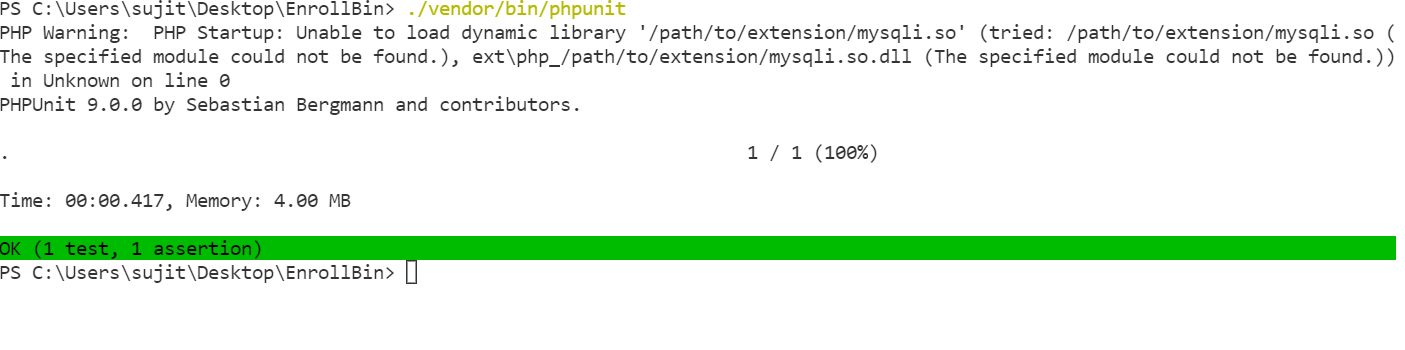 PS C:\Users\sujit\Desktop\EnrollBin> ./vendor/bin/phpunit
PHP Warning:  PHP Startup: Unable to load dynamic library '/path/to/extension/mysqli.so' (tried: /path/to/extension/mysqli.so (
The specified module could not be found.), ext\php_/path/to/extension/mysqli.so.dll (The specified module could not be found.))
 in Unknown on line 0
PHPUnit 9.0.0 by Sebastian Bergmann and contributors.
.                                                                   1 / 1 (100%)
Time: 00:00.417, Memory: 4.00 MB
OK (1 test, 1 assertion)
PS C:\Users\sujit\Desktop\EnrollBin>